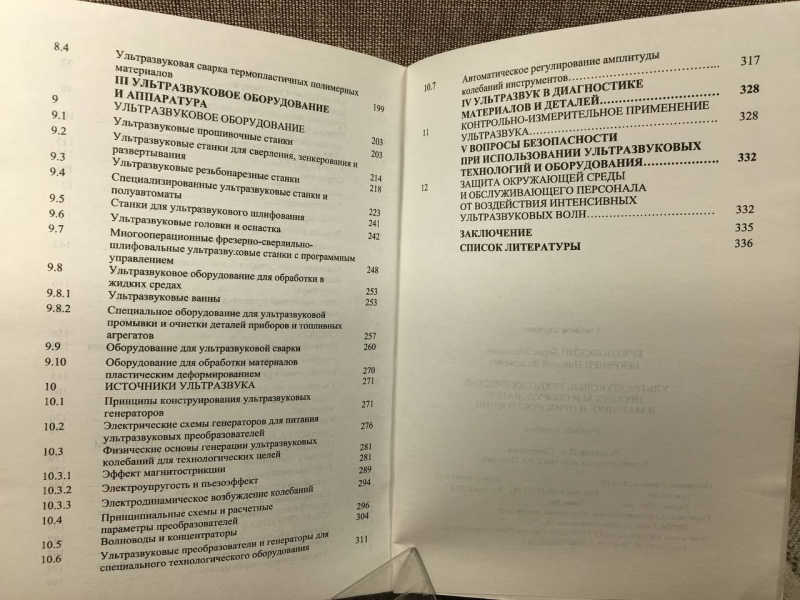 8.4 Ультразвуковая сварка термопластичных полимерных
материалов 199
III УЛЬТРАЗВУКОВОЕ ОБОРУДОВАНИЕ
И АППАРАТУРА
9 УЛЬТРАЗВУКОВОЕ ОБОРУДОВАНИЕ 203
9.1 Ультразвуковые прошивочные станки 203
9.2 Ультразвуковые станки для сверления, зенкерования и
развертывания 214
9.3 Ультразвуковые резьбонарезные станки 218
9.4 Специализированные ультразвуковые станки и
полуавтоматы 223
9.5 Станки для ультразвукового шлифования 241
9.6 Ультразвуковые головки и оснастка 242
9.7 Многооперационные фрезерно-сверлильно-
шлифовальные ультразву.совые станки с программным
управлением 248
9.8 Ультразвуковое оборудование для обработки в
жидких средах 253
9.8.1 Ультразвуковые ванны 253
9.8.2 Специальное оборудование для ультразвуковой
промывки и очистки деталей приборов и топливных
агрегатов 257
9.9 Оборудование для ультразвуковой сварки 260
9.10 Оборудование для обработки материалов
пластическим деформированием 270
10 ИСТОЧНИКИ УЛЬТРАЗВУКА 271
10.1 Принципы конструирования ультразвуковых
генераторов 271
10.2 Электрические схемы генераторов для питания
ультразвуковых преобразователей 276
10.3 Физические основы генерации ультразвуковых
колебаний для технологических целей 281
10.3.1 Эффект магнитострикции 281
10.3.2 Электроупругость и пьезоэффект 289
10.3.3 Электродинамическое возбуждение колебаний 294
10.4 Принципиальные схемы и расчетные
параметры преобразователей 296
10.5 Волноводы и концентраторы 304
10.6 Ультразвуковые преобразователи и генераторы для
специального технологического оборудования 311
10.7 Автоматическое регулирование амплитуды
колебаний инструментов 317
IV УЛЬТРАЗВУК В ДИАГНОСТИКЕ
МАТЕРИАЛОВ И ДЕТАЛЕЙ 328
11 КОНТРОЛЬНО-ИЗМЕРИТЕЛЬНОЕ ПРИМЕНЕНИЕ
УЛЬТРАЗВУКА 328
V ВОПРОСЫ БЕЗОПАСНОСТИ
ПРИ ИСПОЛЬЗОВАНИИ УЛЬТРАЗВУКОВЫХ
ТЕХНОЛОГИЙ И ОБОРУДОВАНИЯ 332
12 ЗАЩИТА ОКРУЖАЮЩЕЙ СРЕДЫ
И ОБСЛУЖИВАЮЩЕГО ПЕРСОНАЛА
ОТ ВОЗДЕЙСТВИЯ ИНТЕНСИВНЫХ
УЛЬТРАЗВУКОВЫХ ВОЛН 332
ЗАКЛЮЧЕНИЕ 335
СПИСОК ЛИТЕРАТУРЫ 336